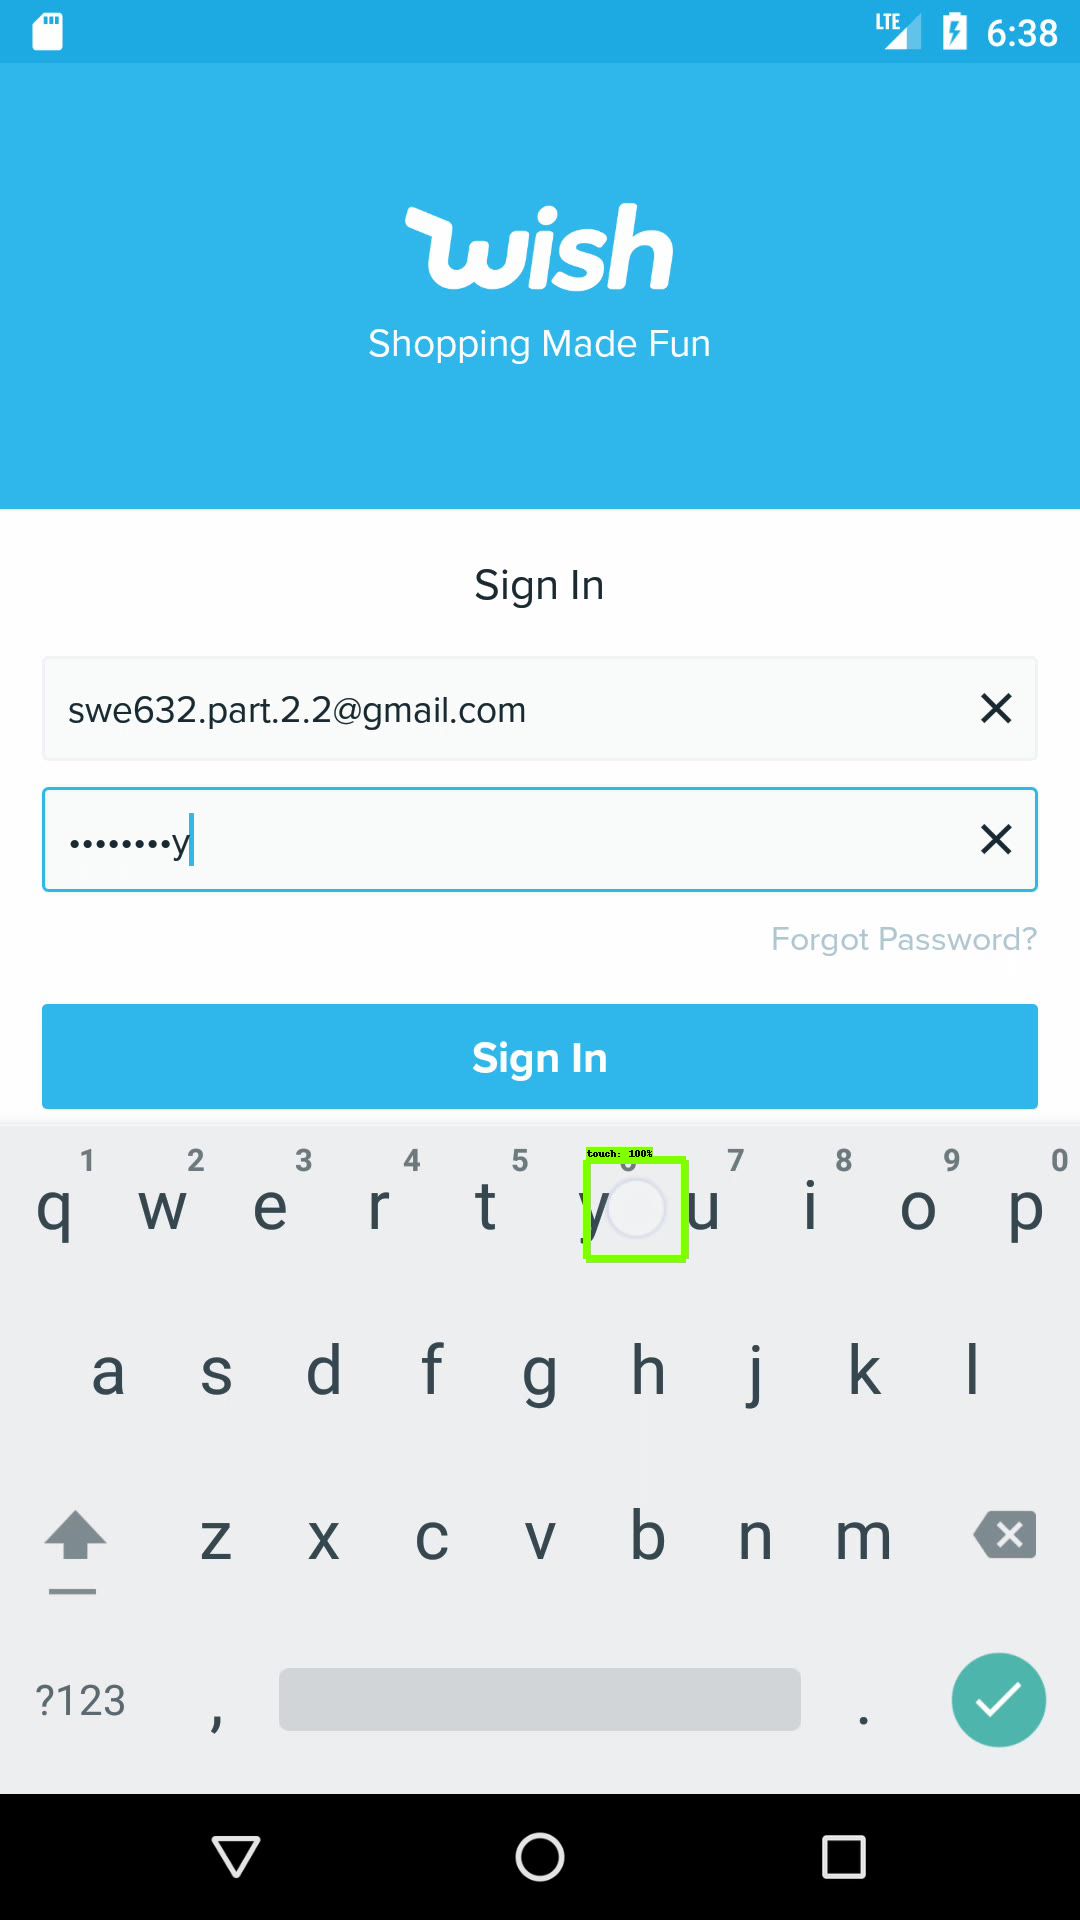 LTE 6:38
wish
Shopping Made Fun
Sign In
swe632.part.2.2@gmail.com
••••••••y
Forgot Password?
Sign In
touch: 100%
1 2 3 4 5 6 7 8 9 0
q w e r t y u i o p
a s d f g h j k l
z x c v b n m
?123 , .